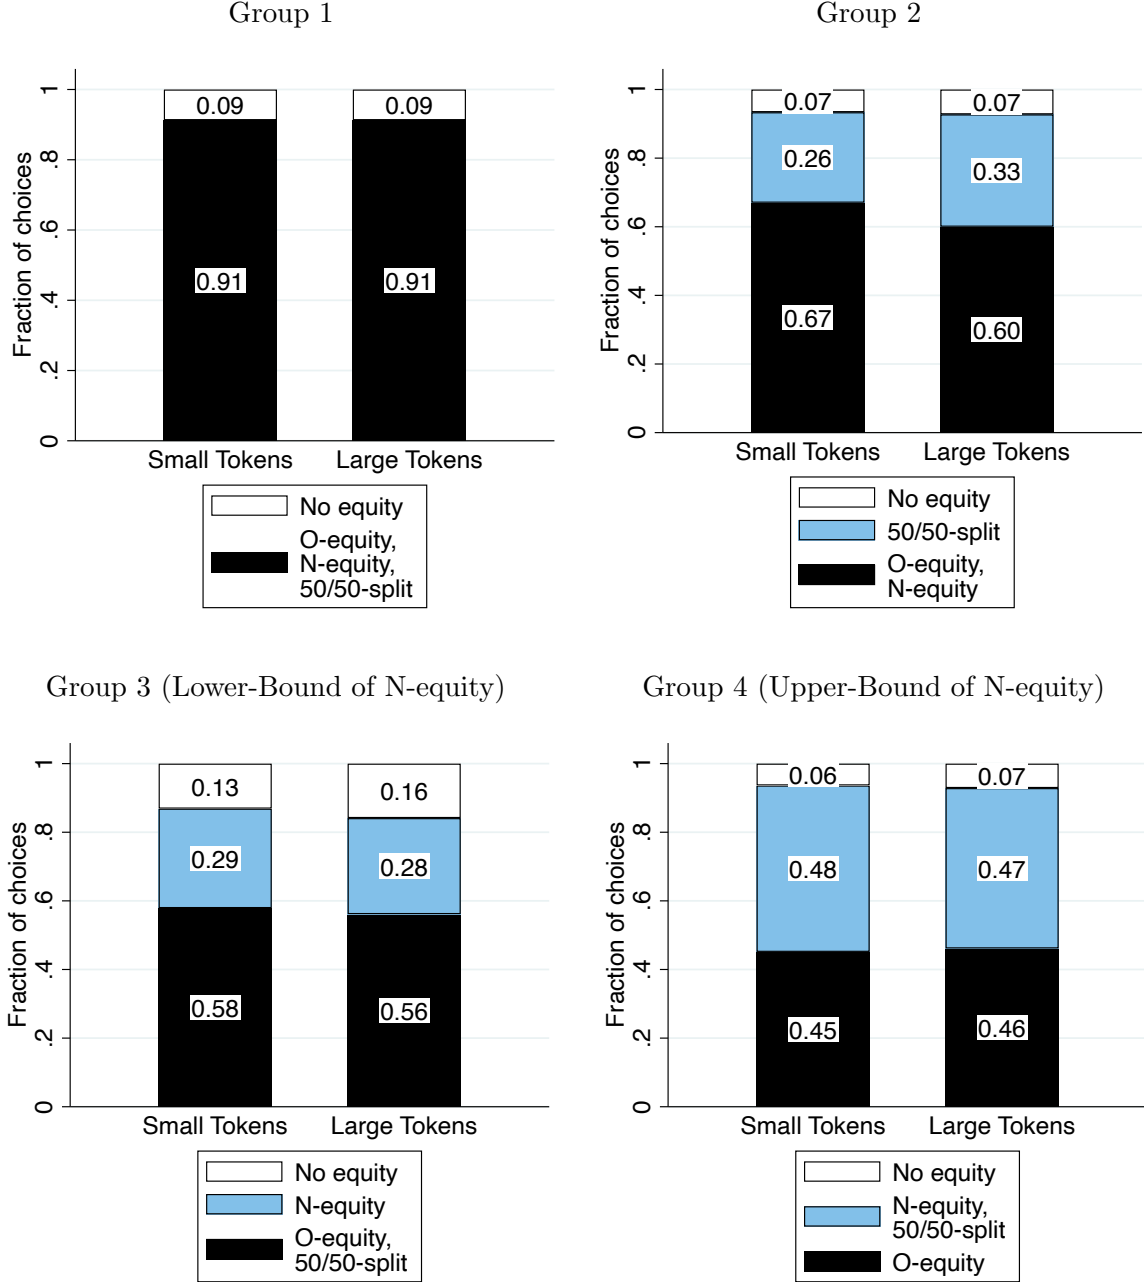 Group 1
Fraction of choices
1
.8
.6
.4
.2
0
0.09
0.09
0.91
0.91
Small Tokens
Large Tokens
No equity
O-equity,
N-equity,
50/50-split
Group 2
Fraction of choices
1
.8
.6
.4
.2
0
0.07
0.07
0.26
0.33
0.67
0.60
Small Tokens
Large Tokens
No equity
50/50-split
O-equity,
N-equity
Group 3 (Lower-Bound of N-equity)
Fraction of choices
1
.8
.6
.4
.2
0
0.13
0.16
0.29
0.28
0.58
0.56
Small Tokens
Large Tokens
No equity
N-equity
O-equity,
50/50-split
Group 4 (Upper-Bound of N-equity)
Fraction of choices
1
.8
.6
.4
.2
0
0.06
0.07
0.48
0.47
0.45
0.46
Small Tokens
Large Tokens
No equity
N-equity,
50/50-split
O-equity